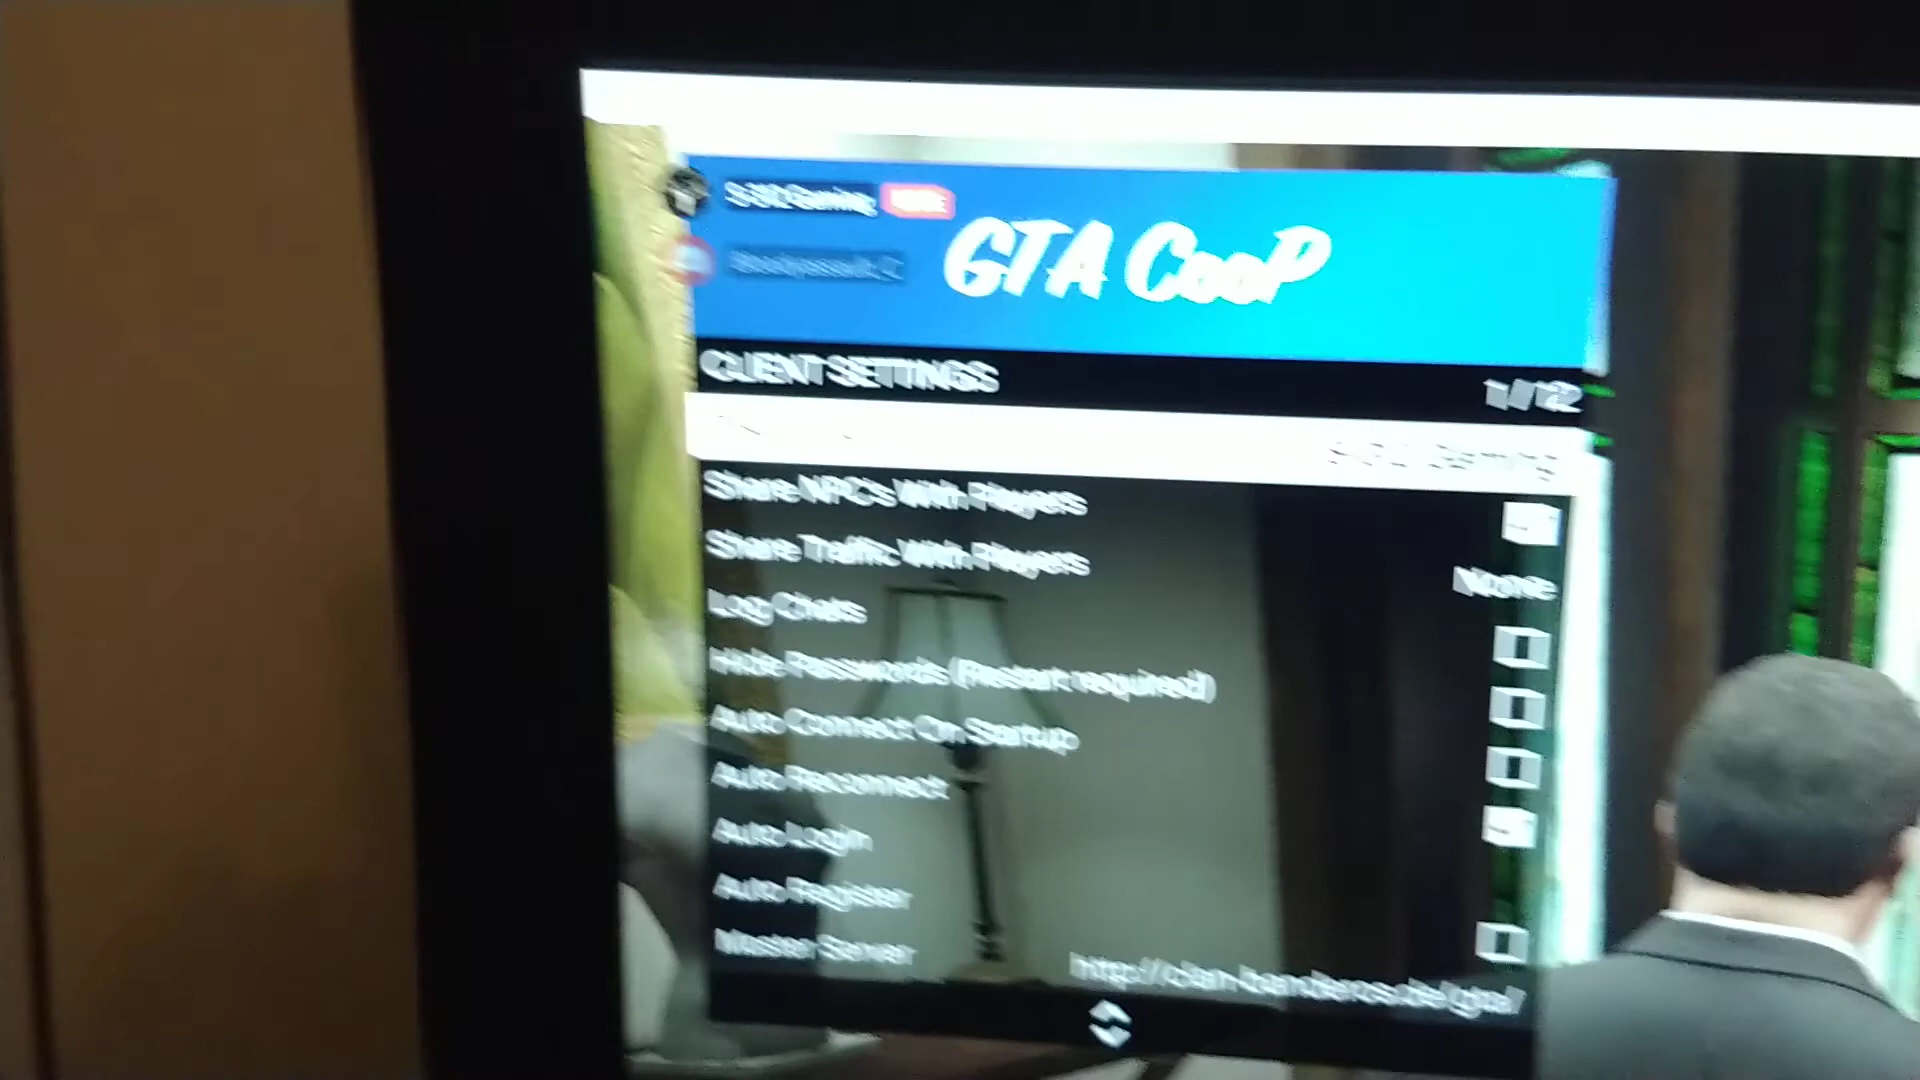 GTA CooP
CLIENT SETTINGS
1 / 12
Share NPC's With Players
Share Traffic With Players
None
Log Chats
Hide Passwords (Restart required)
Auto Connect On Startup
Auto Reconnect
Auto Login
Auto Register
Master Server